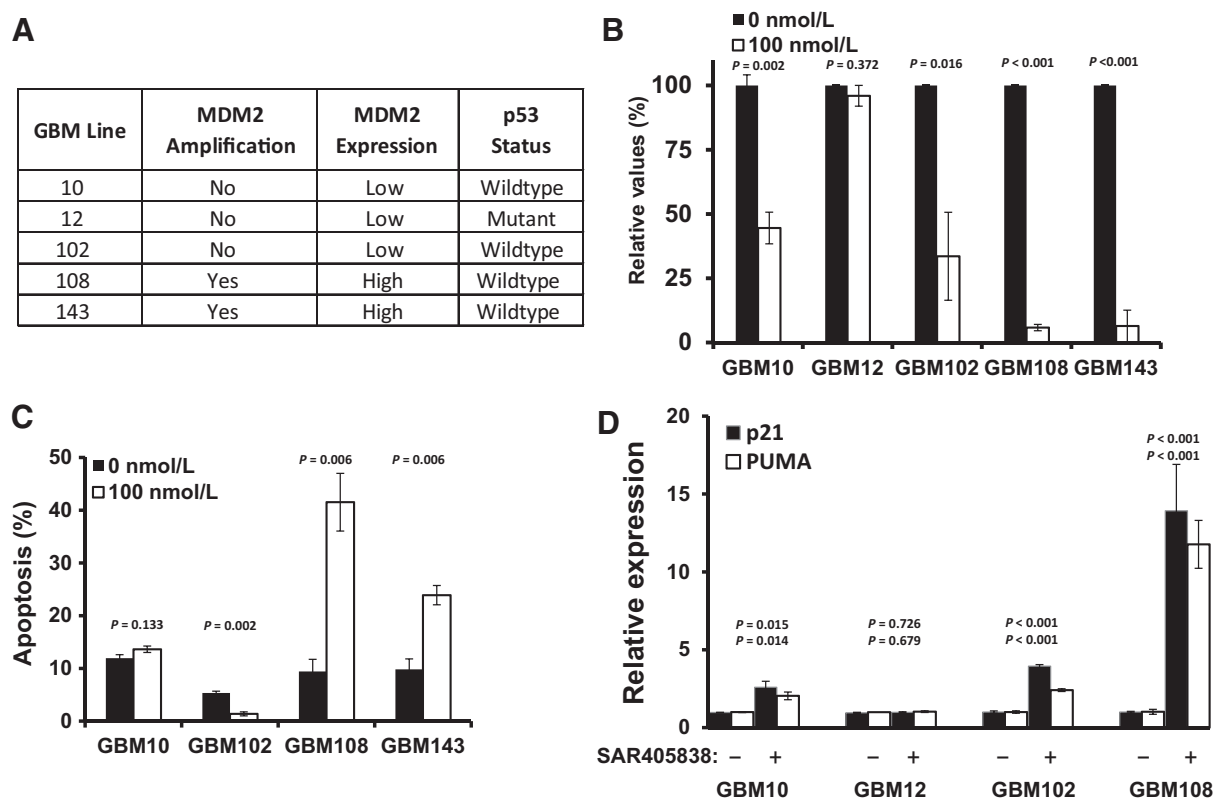 A
GBM Line MDM2 Amplification MDM2 Expression p53 Status
10 No Low Wildtype
12 No Low Mutant
102 No Low Wildtype
108 Yes High Wildtype
143 Yes High Wildtype
B
0 nmol/L
100 nmol/L
P = 0.002 P = 0.372 P = 0.016 P < 0.001 P <0.001
Relative values (%)
100
75
50
25
0
GBM10 GBM12 GBM102 GBM108 GBM143
C
0 nmol/L
100 nmol/L
P = 0.006 P = 0.006
P = 0.133 P = 0.002
Apoptosis (%)
50
40
30
20
10
0
GBM10 GBM102 GBM108 GBM143
D
p21
PUMA
P < 0.001
P < 0.001
P = 0.015 P = 0.726 P < 0.001
P = 0.014 P = 0.679 P < 0.001
Relative expression
20
15
10
5
0
SAR405838: – + – + – + – +
GBM10 GBM12 GBM102 GBM108